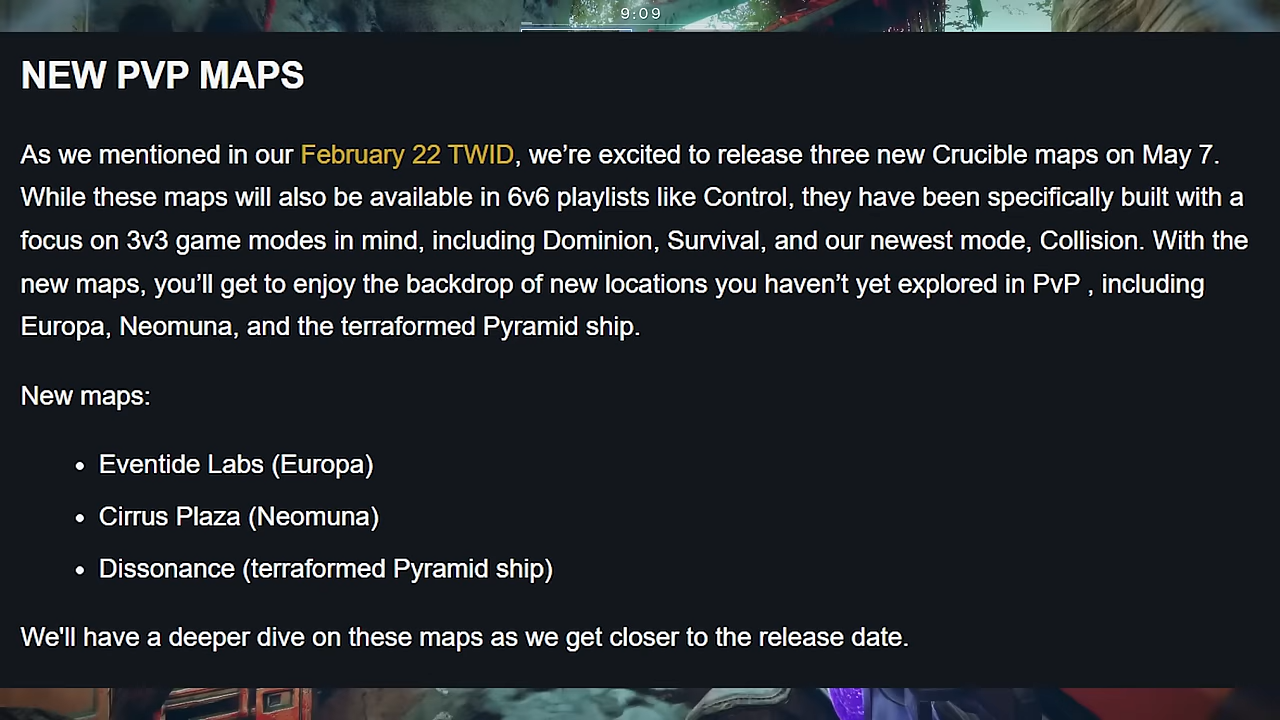 9:09
NEW PVP MAPS
As we mentioned in our February 22 TWID, we’re excited to release three new Crucible maps on May 7.
While these maps will also be available in 6v6 playlists like Control, they have been specifically built with a
focus on 3v3 game modes in mind, including Dominion, Survival, and our newest mode, Collision. With the
new maps, you’ll get to enjoy the backdrop of new locations you haven’t yet explored in PvP , including
Europa, Neomuna, and the terraformed Pyramid ship.
New maps:
• Eventide Labs (Europa)
• Cirrus Plaza (Neomuna)
• Dissonance (terraformed Pyramid ship)
We'll have a deeper dive on these maps as we get closer to the release date.